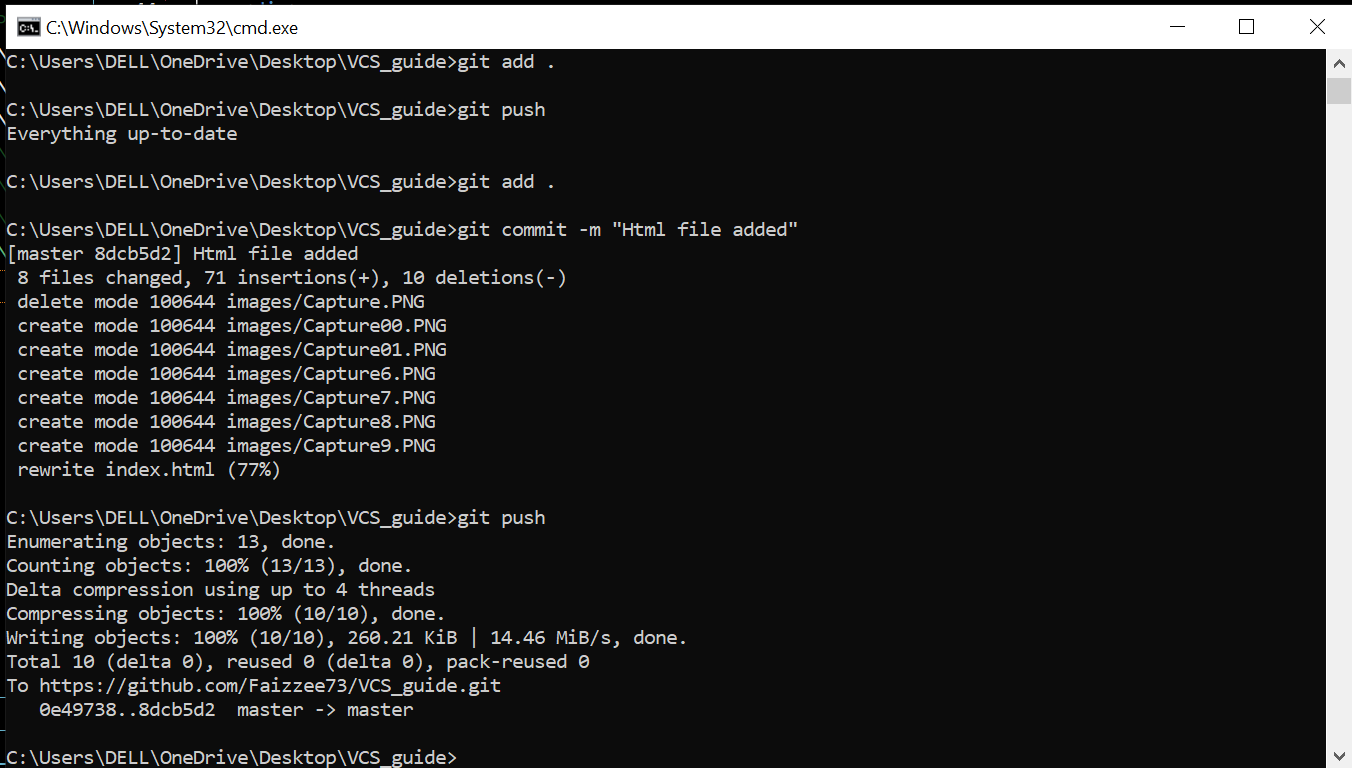 C:\Windows\System32\cmd.exe
C:\Users\DELL\OneDrive\Desktop\VCS_guide>git add .
C:\Users\DELL\OneDrive\Desktop\VCS_guide>git push
Everything up-to-date
C:\Users\DELL\OneDrive\Desktop\VCS_guide>git add .
C:\Users\DELL\OneDrive\Desktop\VCS_guide>git commit -m "Html file added"
[master 8dcb5d2] Html file added
 8 files changed, 71 insertions(+), 10 deletions(-)
 delete mode 100644 images/Capture.PNG
 create mode 100644 images/Capture00.PNG
 create mode 100644 images/Capture01.PNG
 create mode 100644 images/Capture6.PNG
 create mode 100644 images/Capture7.PNG
 create mode 100644 images/Capture8.PNG
 create mode 100644 images/Capture9.PNG
 rewrite index.html (77%)
C:\Users\DELL\OneDrive\Desktop\VCS_guide>git push
Enumerating objects: 13, done.
Counting objects: 100% (13/13), done.
Delta compression using up to 4 threads
Compressing objects: 100% (10/10), done.
Writing objects: 100% (10/10), 260.21 KiB | 14.46 MiB/s, done.
Total 10 (delta 0), reused 0 (delta 0), pack-reused 0
To https://github.com/Faizzee73/VCS_guide.git
   0e49738..8dcb5d2  master -> master
C:\Users\DELL\OneDrive\Desktop\VCS_guide>